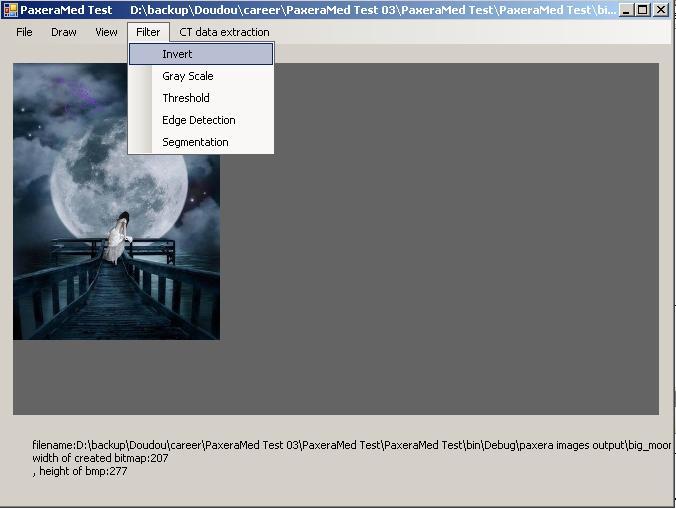 PaxeraMed Test D:\backup\Doudou\career\PaxeraMed Test 03\PaxeraMed Test\PaxeraMed Test\bi...
File Draw View Filter CT data extraction
Invert
Gray Scale
Threshold
Edge Detection
Segmentation
filename:D:\backup\Doudou\career\PaxeraMed Test 03\PaxeraMed Test\PaxeraMed Test\bin\Debug\paxera images output\big_moon
width of created bitmap:207
, height of bmp:277